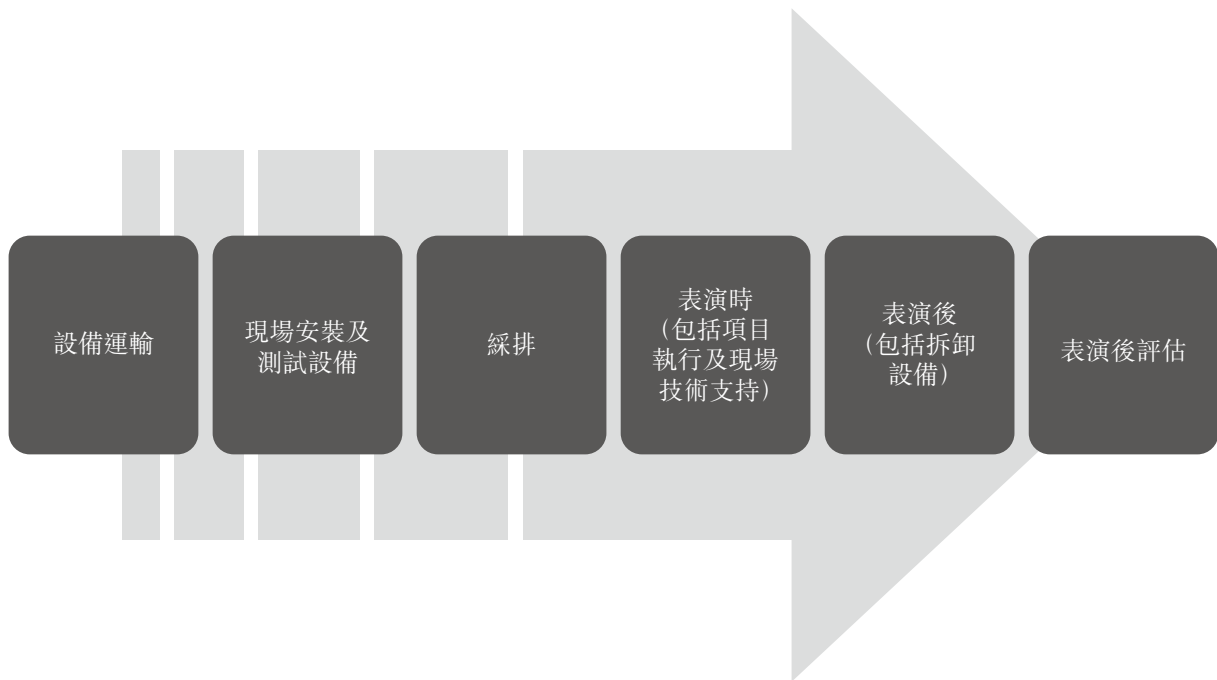 設備運輸
現場安裝及
測試設備
綵排
表演時
（包括項目
執行及現場
技術支持）
表演後
（包括拆卸
設備）
表演後評估